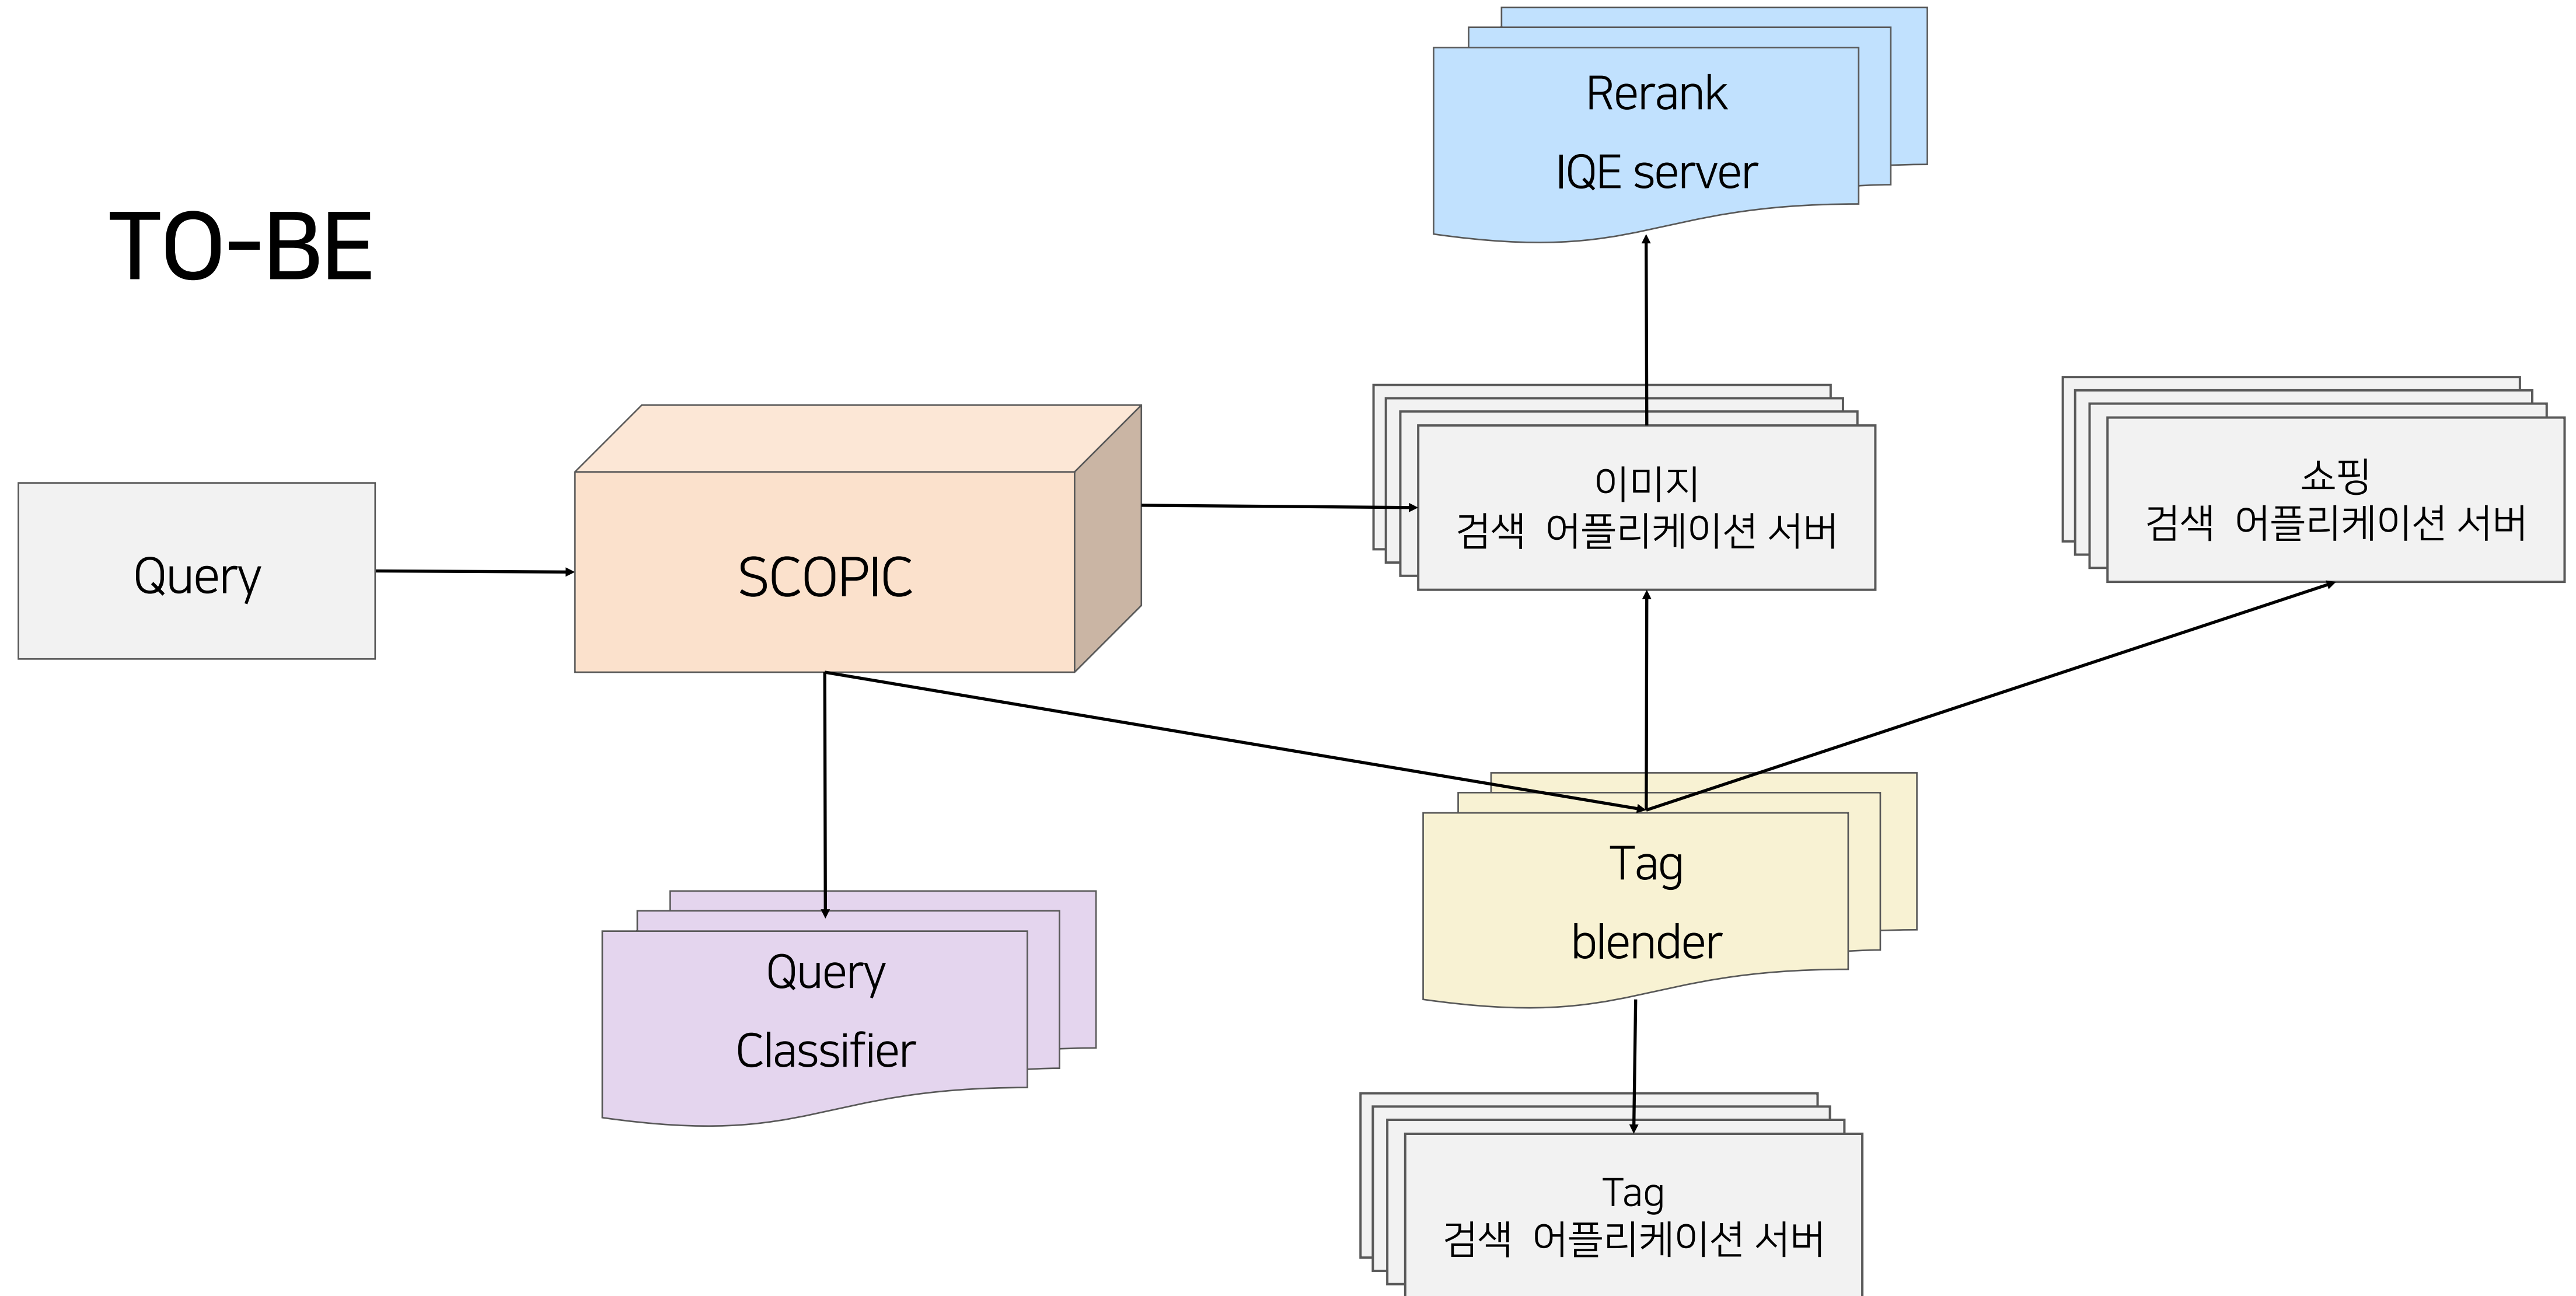 TO-BE
Rerank
IQE server
Query
SCOPIC
이미지
검색 어플리케이션 서버
쇼핑
검색 어플리케이션 서버
Query
Classifier
Tag
blender
Tag
검색 어플리케이션 서버